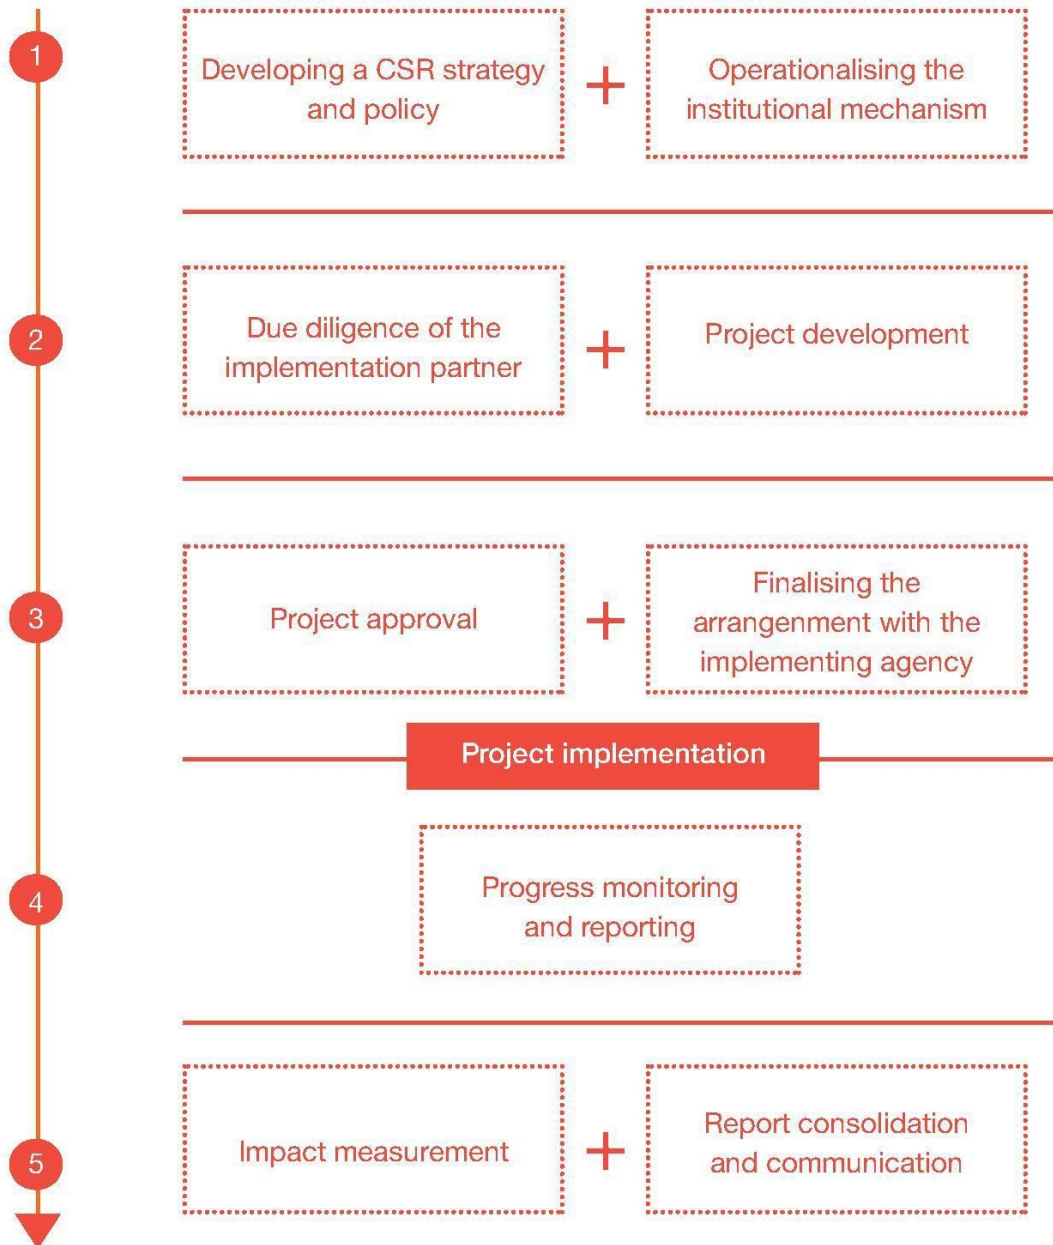 1
Developing a CSR strategy
and policy
+
Operationalising the
institutional mechanism
2
Due diligence of the
implementation partner
+
Project development
3
Project approval
+
Finalising the
arrangenment with the
implementing agency
Project implementation
4
Progress monitoring
and reporting
5
Impact measurement
+
Report consolidation
and communication